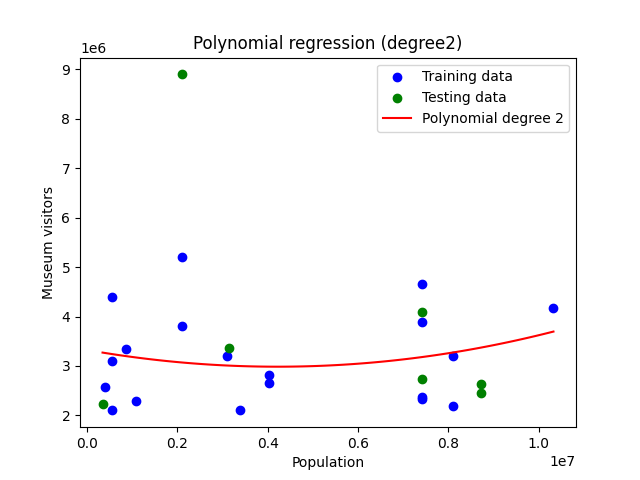 Polynomial regression (degree2)
1e6
Training data
Testing data
Polynomial degree 2
9
8
7
6
5
4
3
2
Museum visitors
0.0 0.2 0.4 0.6 0.8 1.0
1e7
Population